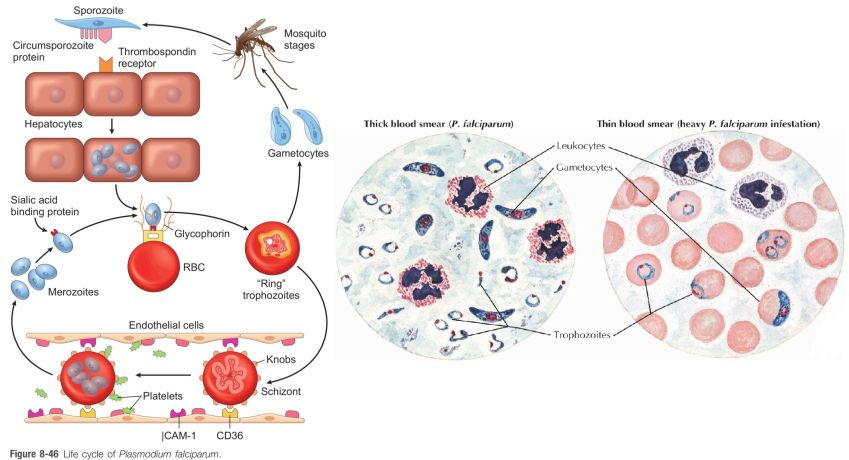 Sporozoite
Circumsporozoite
protein
Thrombospondin
receptor
Mosquito
stages
Hepatocytes
Gametocytes
Sialic acid
binding protein
Glycophorin
RBC
Merozoites
"Ring"
trophozoites
Endothelial cells
Knobs
Schizont
Platelets
|CAM-1
CD36
Figure 8-46 Life cycle of Plasmodium falciparum.
Thick blood smear (P. falciparum)
Thin blood smear (heavy P. falciparum infestation)
Leukocytes
Gametocytes
Trophozoites